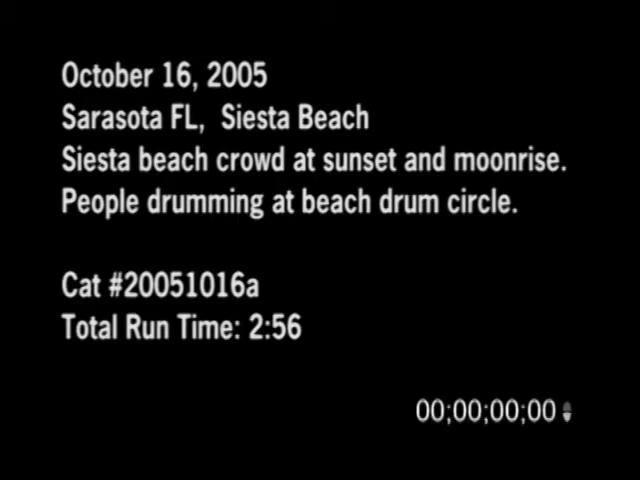 October 16, 2005
Sarasota FL,  Siesta Beach
Siesta beach crowd at sunset and moonrise.
People drumming at beach drum circle.
Cat #20051016a
Total Run Time: 2:56
00;00;00;00